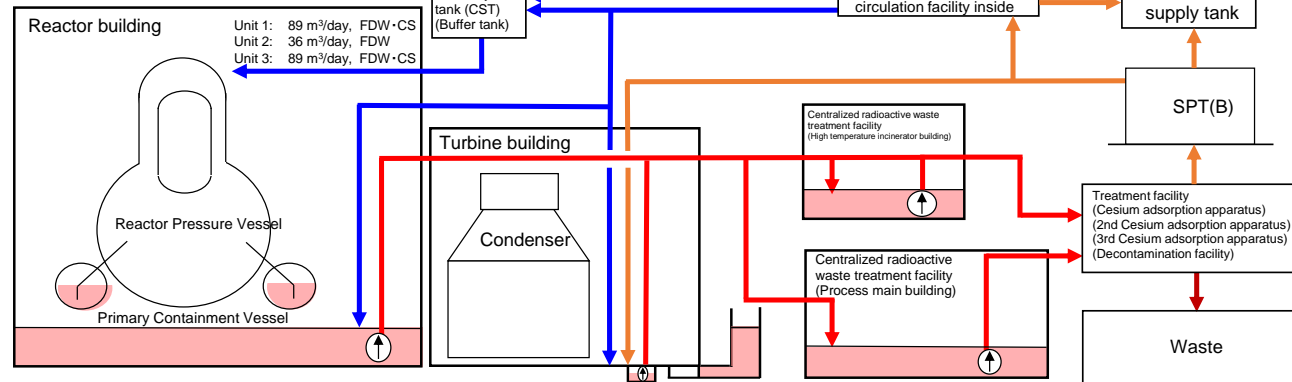 tank (CST)
(Buffer tank)
circulation facility inside
supply tank
Reactor building
Unit 1: 89 m³/day, FDW・CS
Unit 2: 36 m³/day, FDW
Unit 3: 89 m³/day, FDW・CS
SPT(B)
Turbine building
Centralized radioactive waste
treatment facility
(High temperature incinerator building)
Reactor Pressure Vessel
Condenser
Treatment facility
(Cesium adsorption apparatus)
(2nd Cesium adsorption apparatus)
(3rd Cesium adsorption apparatus)
(Decontamination facility)
Centralized radioactive
waste treatment facility
(Process main building)
Primary Containment Vessel
Waste